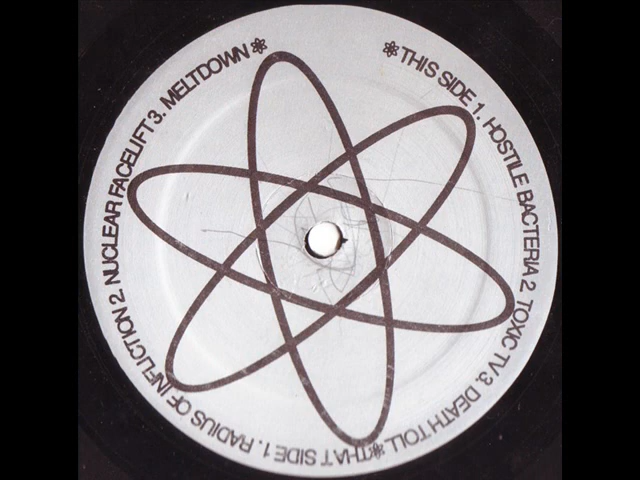 THIS SIDE 1. HOSTILE BACTERIA 2. TOXIC TV 3. DEATH TOLL
THAT SIDE 1. RADIUS OF INFLICTION 2. NUCLEAR FACELIFT 3. MELTDOWN